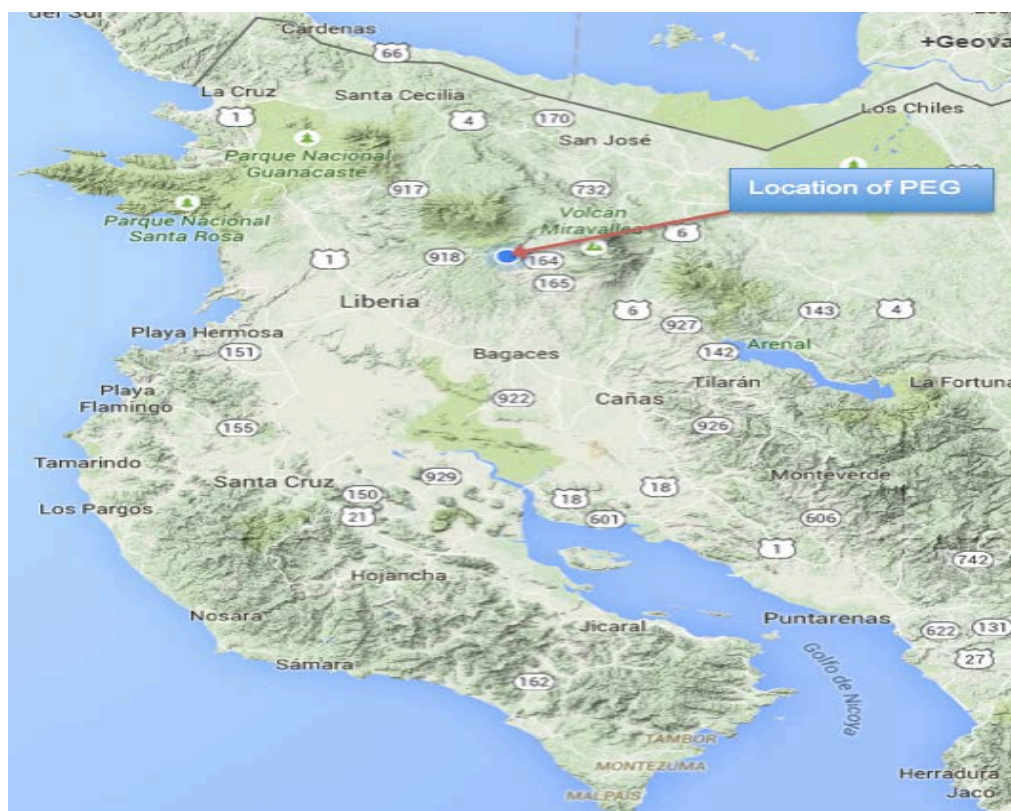 del Sur
Cárdenas
66
+Geova
La Cruz
Santa Cecilia
Los Chiles
1
4
170
San José
Parque Nacional
Guanacaste
917
732
Location of PEG
Parque Nacional
Santa Rosa
Volcan
Miravalles
6
1
918
164
165
Liberia
6
143
4
927
Playa Hermosa
151
Bagaces
142
Arenal
Playa
Flamingo
922
Cañas
Tilarán
La Fortuna
155
926
Tamarindo
Santa Cruz
929
Monteverde
Los Pargos
150
21
18
18
601
606
1
742
Hojancha
Nosara
Jicaral
Puntarenas
622
131
27
Sámara
162
Golfo de Nicoya
TAMBOR
MONTEZUMA
MALPAIS
Herradura
Jaco